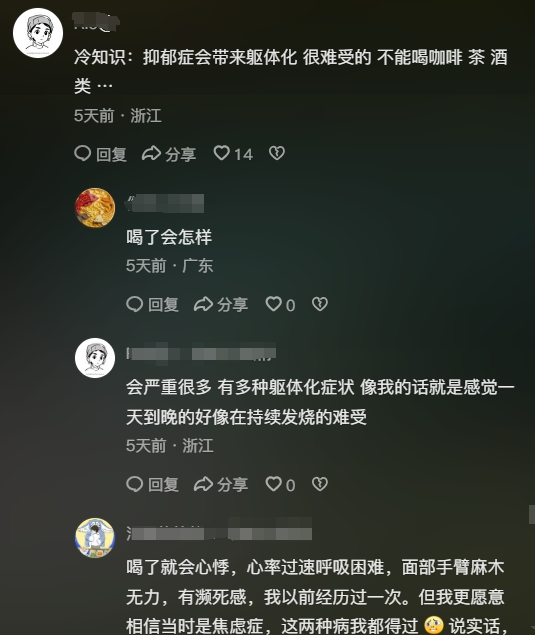 冷知识：抑郁症会带来躯体化 很难受的 不能喝咖啡 茶 酒
类 ···
5天前 · 浙江
回复 分享 14
喝了会怎样
5天前 · 广东
回复 分享 0
会严重很多 有多种躯体化症状 像我的话就是感觉一
天到晚的好像在持续发烧的难受
5天前 · 浙江
回复 分享 0
喝了就会心悸，心率过速呼吸困难，面部手臂麻木
无力，有濒死感，我以前经历过一次。但我更愿意
相信当时是焦虑症，这两种病我都得过 😢 说实话，